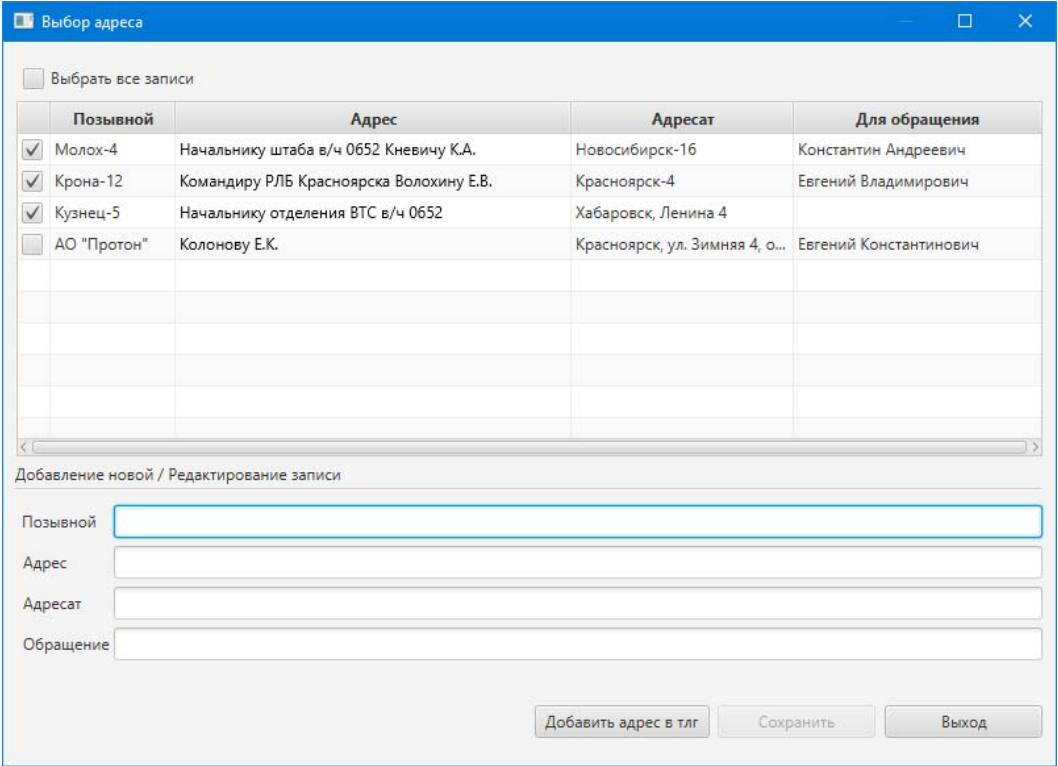 Выбор адреса
Выбрать все записи
Позывной Адрес Адресат Для обращения
Молох-4 Начальнику штаба в/ч 0652 Кневичу К.А. Новосибирск-16 Константин Андреевич
Крона-12 Командиру РЛБ Красноярска Волохину Е.В. Красноярск-4 Евгений Владимирович
Кузнец-5 Начальнику отделения ВТС в/ч 0652 Хабаровск, Ленина 4
АО "Протон" Колонову Е.К. Красноярск, ул. Зимняя 4, о... Евгений Константинович
Добавление новой / Редактирование записи
Позывной
Адрес
Адресат
Обращение
Добавить адрес в тлг Сохранить Выход